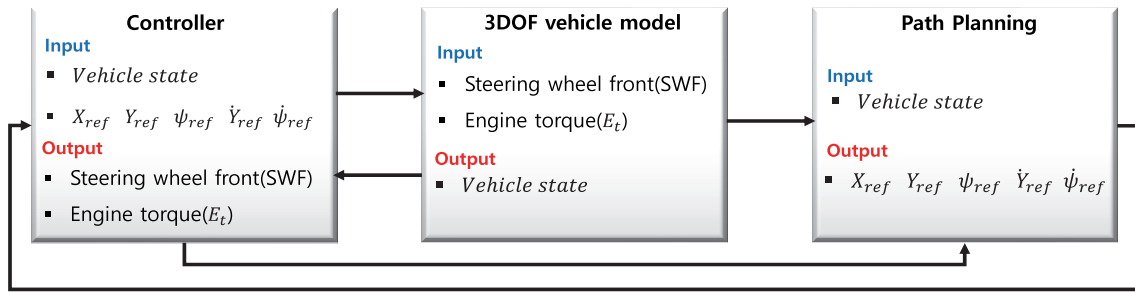 Controller
Input
▪ Vehicle state
▪ X_ref Y_ref ψ_ref Ẏ_ref ψ̇_ref
Output
▪ Steering wheel front(SWF)
▪ Engine torque(E_t)
3DOF vehicle model
Input
▪ Steering wheel front(SWF)
▪ Engine torque(E_t)
Output
▪ Vehicle state
Path Planning
Input
▪ Vehicle state
Output
▪ X_ref Y_ref ψ_ref Ẏ_ref ψ̇_ref